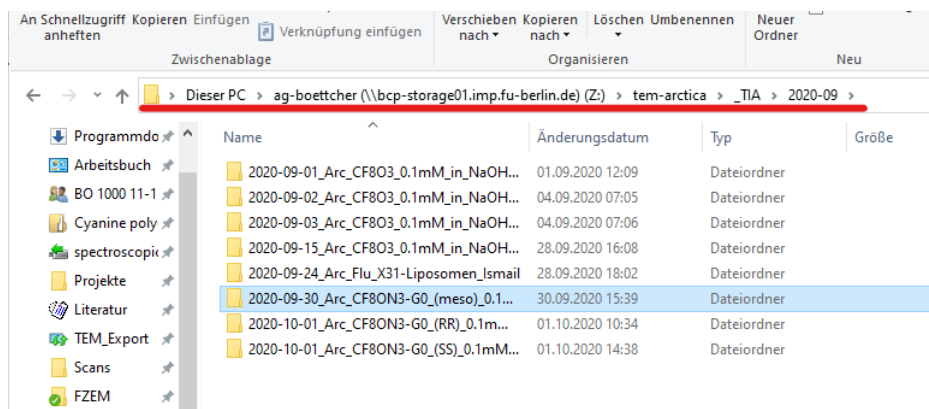 An Schnellzugriff Kopieren Einfügen Verschieben Kopieren Löschen Umbenennen Neuer
anheften Verknüpfung einfügen nach nach Ordner
Zwischenablage Organisieren Neu
Dieser PC > ag-boettcher (\\bcp-storage01.imp.fu-berlin.de) (Z:) > tem-arctica > _TIA > 2020-09 >
Programmdo Name Änderungsdatum Typ Größe
Arbeitsbuch 2020-09-01_Arc_CF8O3_0.1mM_in_NaOH... 01.09.2020 12:09 Dateiordner
BO 1000 11-1 2020-09-02_Arc_CF8O3_0.1mM_in_NaOH... 04.09.2020 07:05 Dateiordner
Cyanine poly 2020-09-03_Arc_CF8O3_0.1mM_in_NaOH... 04.09.2020 07:06 Dateiordner
spectroscopic 2020-09-15_Arc_CF8O3_0.1mM_in_NaOH... 28.09.2020 16:08 Dateiordner
Projekte 2020-09-24_Arc_Flu_X31-Liposomen_Ismail 28.09.2020 18:02 Dateiordner
Literatur 2020-09-30_Arc_CF8ON3-G0_(meso)_0.1... 30.09.2020 15:39 Dateiordner
TEM_Export 2020-10-01_Arc_CF8ON3-G0_(RR)_0.1m... 01.10.2020 10:34 Dateiordner
Scans 2020-10-01_Arc_CF8ON3-G0_(SS)_0.1mM... 01.10.2020 14:38 Dateiordner
FZEM